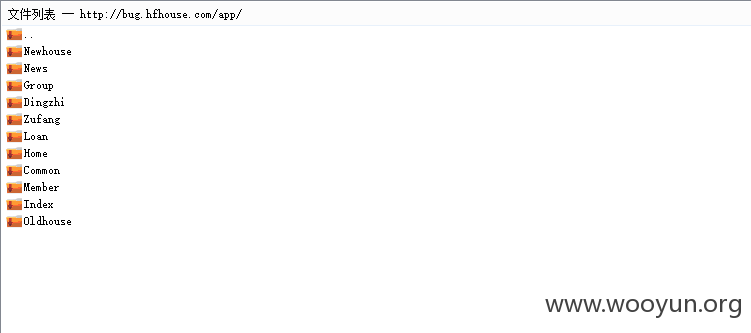 文件列表 — http://bug.hfhouse.com/app/
..
Newhouse
News
Group
Dingzhi
Zufang
Loan
Home
Common
Member
Index
Oldhouse
www.wooyun.org